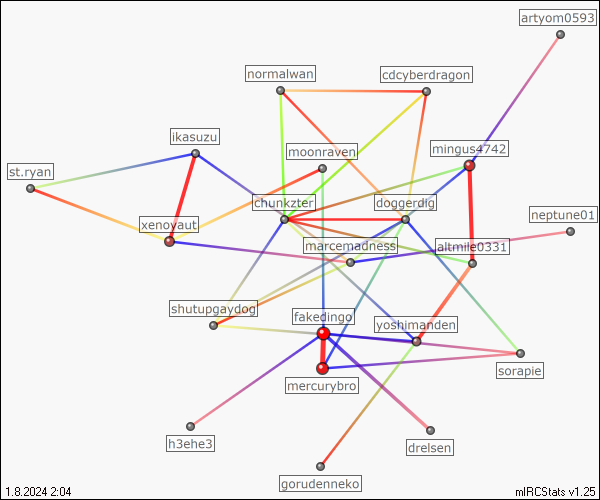 artyom0593
normalwan
cdcyberdragon
ikasuzu
moonraven
mingus4742
st.ryan
chunkzter
doggerdig
xenoyaut
neptune01
marcemadness
altmile0331
shutupgaydog
fakedingo
yoshimanden
mercurybro
sorapie
h3ehe3
drelsen
gorudenneko
1.8.2024 2:04
mIRCStats v1.25